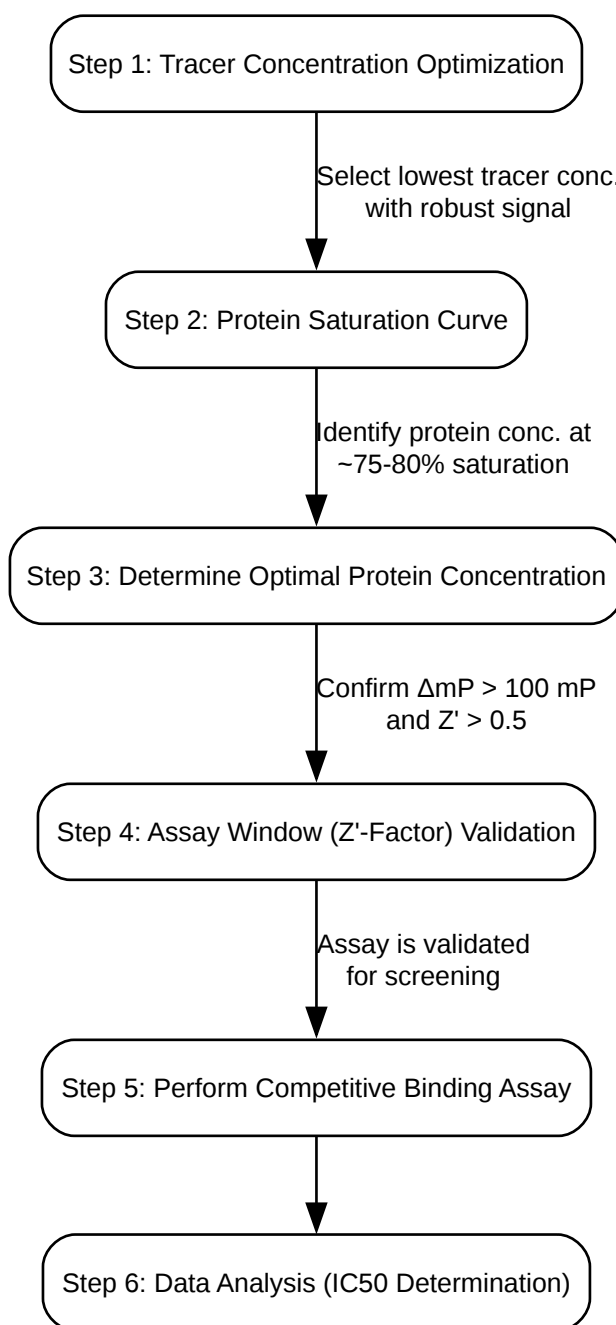 Step 1: Tracer Concentration Optimization
Select lowest tracer conc.
with robust signal
Step 2: Protein Saturation Curve
Identify protein conc. at
~75-80% saturation
Step 3: Determine Optimal Protein Concentration
Confirm ΔmP > 100 mP
and Z' > 0.5
Step 4: Assay Window (Z'-Factor) Validation
Assay is validated
for screening
Step 5: Perform Competitive Binding Assay
Step 6: Data Analysis (IC50 Determination)